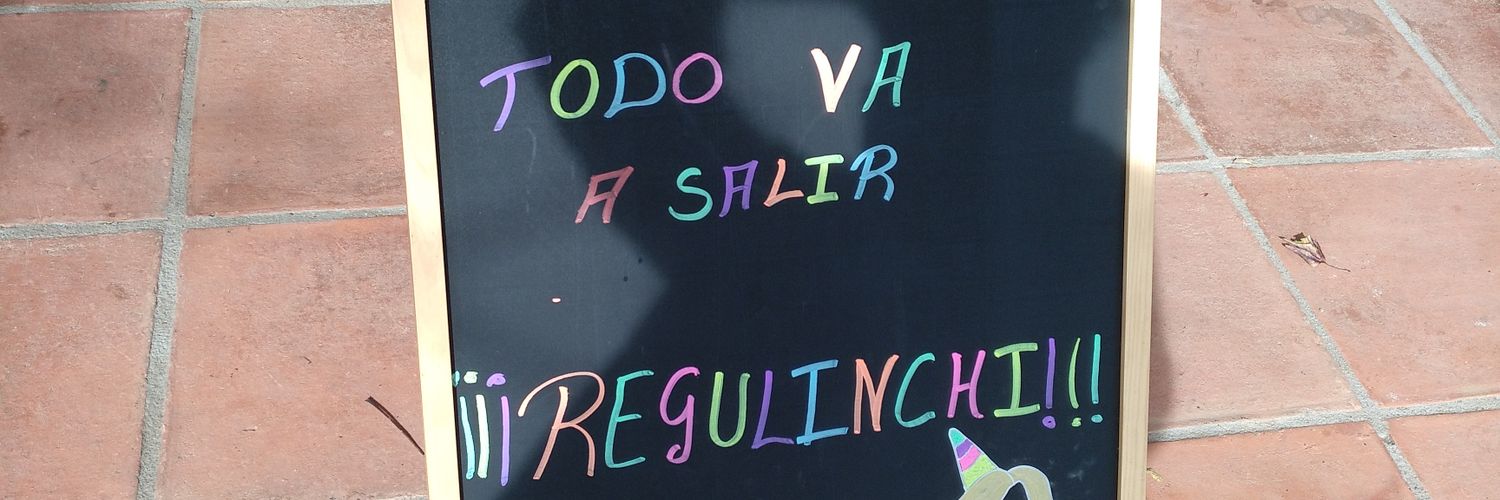 TODO VA
A SALIR
¡¡¡REGULINCHI!!!